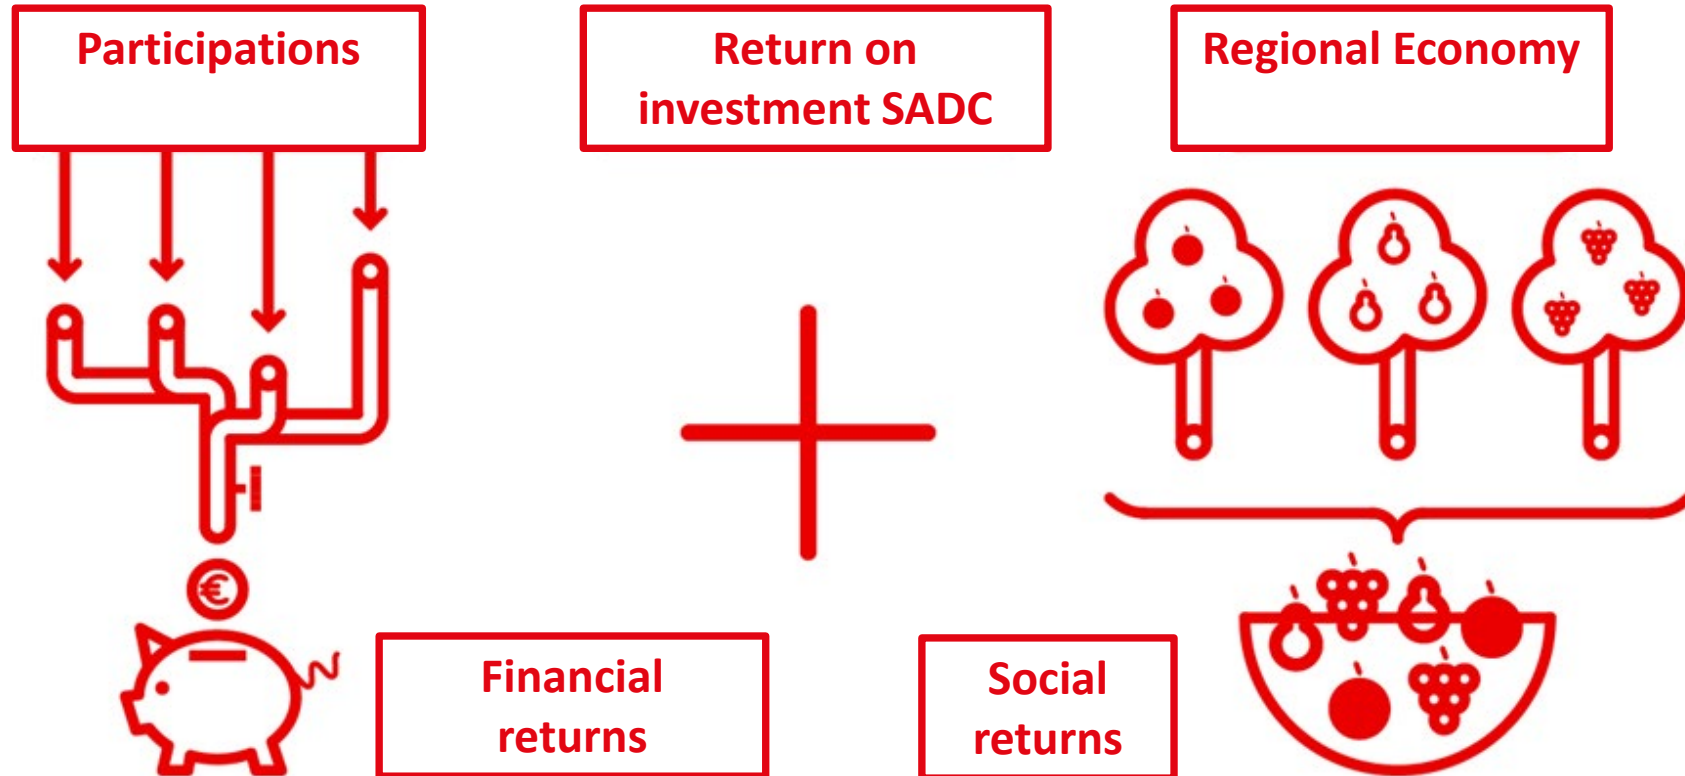 Participations
Return on
investment SADC
Regional Economy
€
Financial
returns
Social
returns